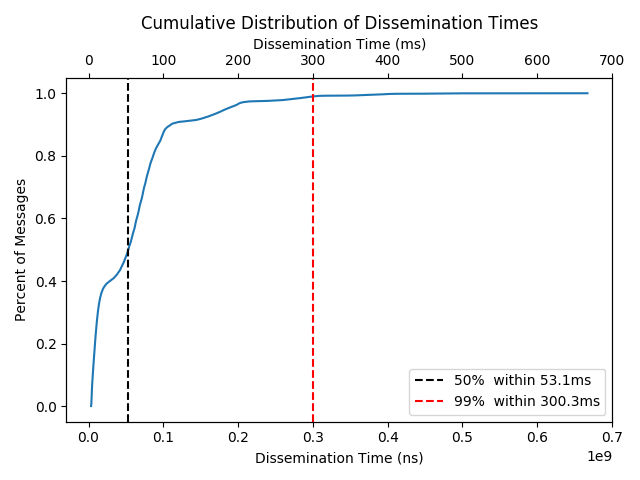 Cumulative Distribution of Dissemination Times
Dissemination Time (ms)
0 100 200 300 400 500 600 700
Percent of Messages
1.0
0.8
0.6
0.4
0.2
0.0
50%  within 53.1ms
99%  within 300.3ms
0.0 0.1 0.2 0.3 0.4 0.5 0.6 0.7
1e9
Dissemination Time (ns)